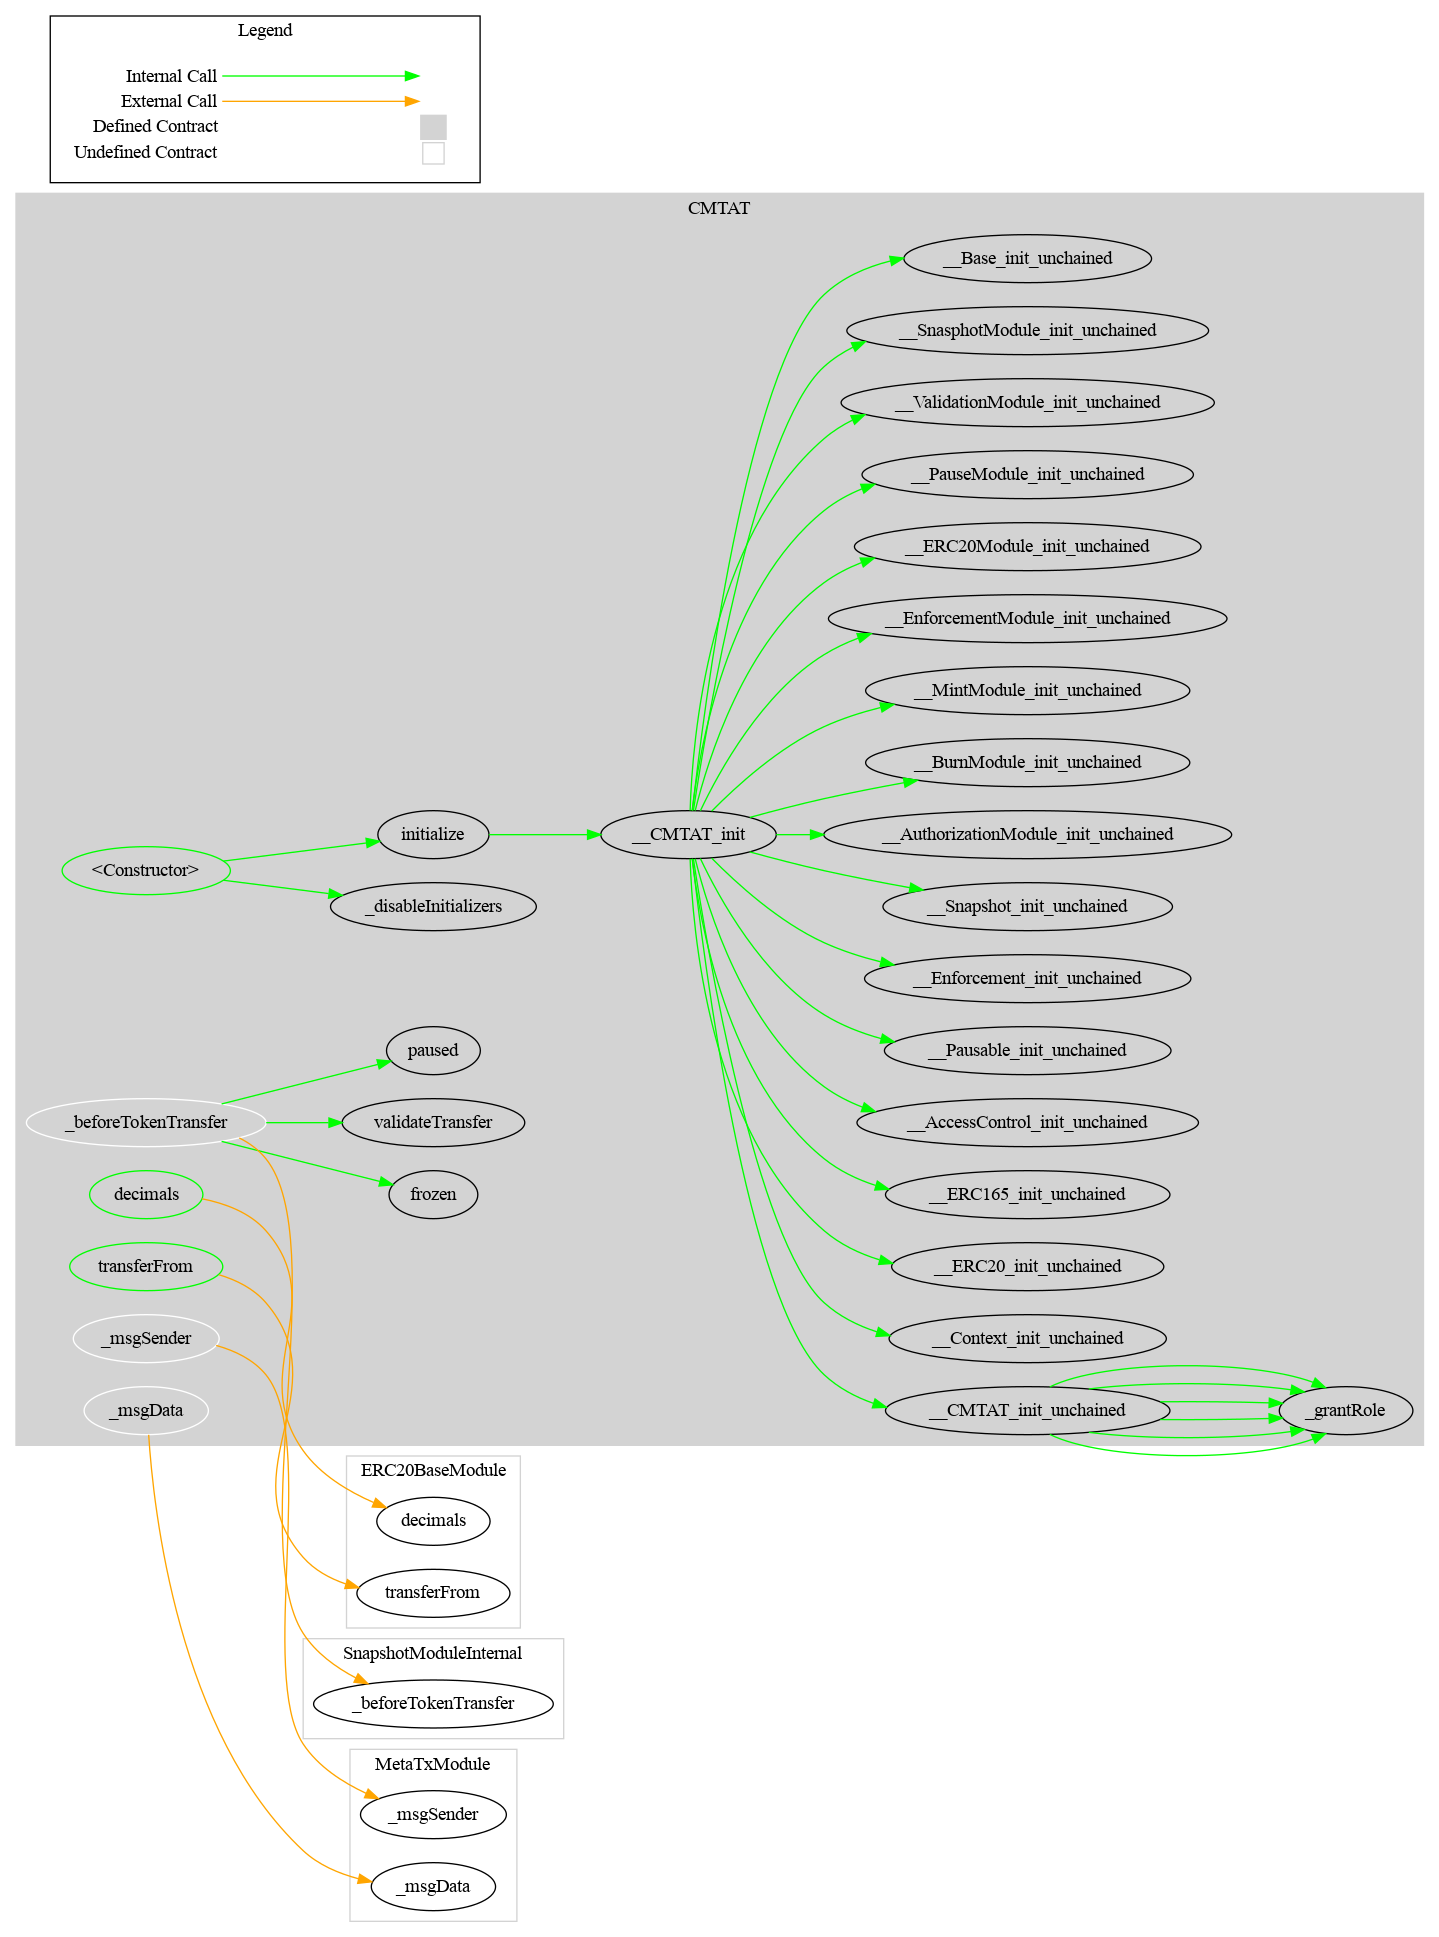 Legend
Internal Call
External Call
Defined Contract
Undefined Contract
CMTAT
__Base_init_unchained
__SnasphotModule_init_unchained
__ValidationModule_init_unchained
__PauseModule_init_unchained
__ERC20Module_init_unchained
__EnforcementModule_init_unchained
__MintModule_init_unchained
__BurnModule_init_unchained
<Constructor>
initialize
_disableInitializers
__CMTAT_init
__AuthorizationModule_init_unchained
__Snapshot_init_unchained
__Enforcement_init_unchained
__Pausable_init_unchained
__AccessControl_init_unchained
__ERC165_init_unchained
__ERC20_init_unchained
__Context_init_unchained
__CMTAT_init_unchained
_grantRole
_beforeTokenTransfer
paused
validateTransfer
frozen
decimals
transferFrom
_msgSender
_msgData
ERC20BaseModule
decimals
transferFrom
SnapshotModuleInternal
_beforeTokenTransfer
MetaTxModule
_msgSender
_msgData